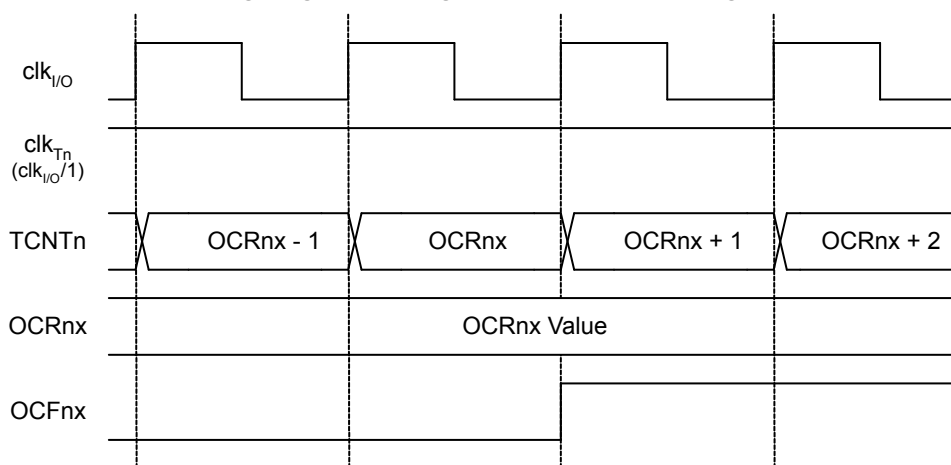 clkI/O
clkTn
(clkI/O/1)
TCNTn OCRnx - 1 OCRnx OCRnx + 1 OCRnx + 2
OCRnx OCRnx Value
OCFnx